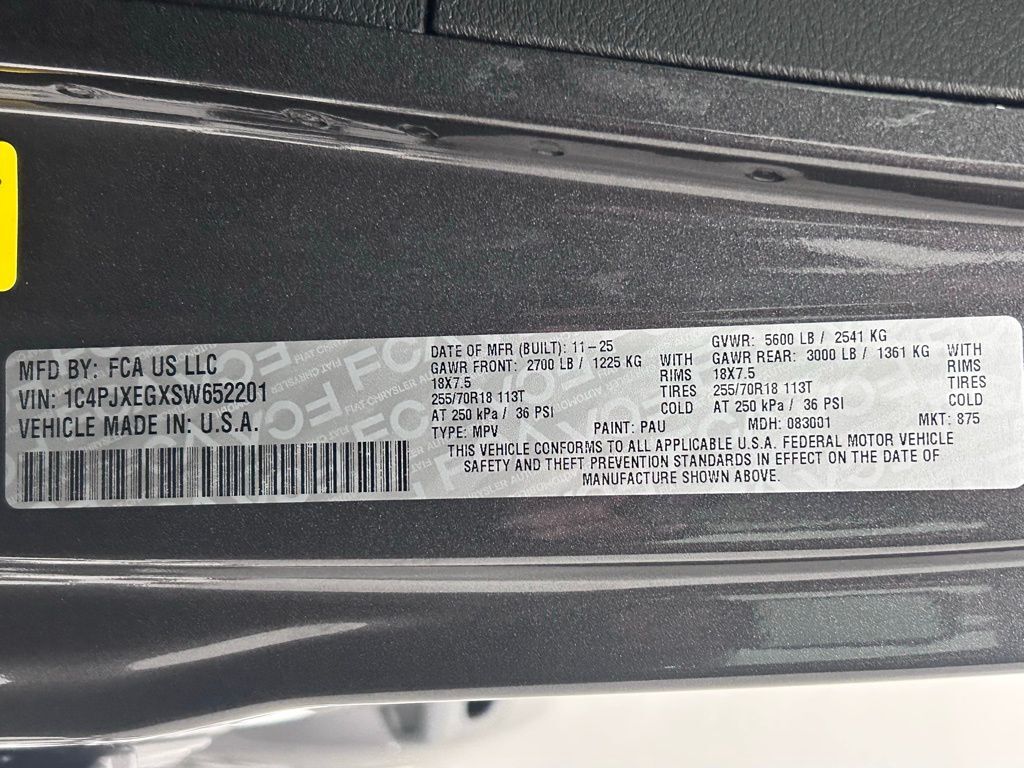 MFD BY: FCA US LLC
VIN: 1C4PJXEGXSW652201
VEHICLE MADE IN: U.S.A.
DATE OF MFR (BUILT): 11-25
GAWR FRONT: 2700 LB / 1225 KG WITH
18X7.5 RIMS
255/70R18 113T TIRES
AT 250 kPa / 36 PSI COLD
TYPE: MPV PAINT: PAU
GVWR: 5600 LB / 2541 KG
GAWR REAR: 3000 LB / 1361 KG WITH
18X7.5 RIMS
255/70R18 113T TIRES
AT 250 kPa / 36 PSI COLD
MDH: 083001 MKT: 875
THIS VEHICLE CONFORMS TO ALL APPLICABLE U.S.A. FEDERAL MOTOR VEHICLE
SAFETY AND THEFT PREVENTION STANDARDS IN EFFECT ON THE DATE OF
MANUFACTURE SHOWN ABOVE.